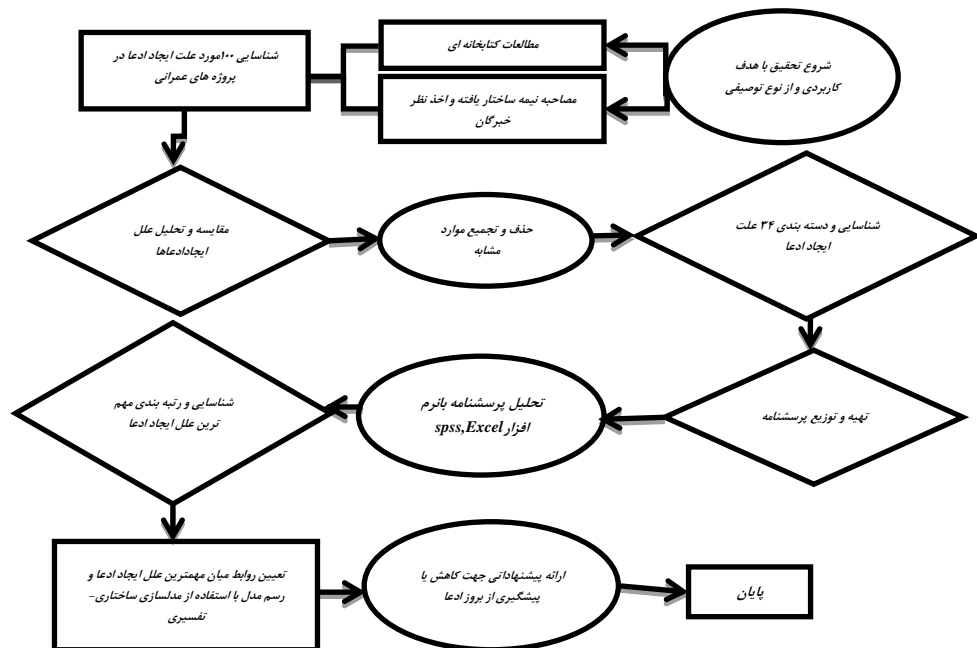 شروع تحقیق با هدف
کاربردی و از نوع توصیفی
مطالعات کتابخانه ای
مصاحبه نیمه ساختار یافته و اخذ نظر
خبرگان
شناسایی ۱۰۰مورد علت ایجاد ادعا در
پروژه های عمرانی
مقایسه و تحلیل علل
ایجادادعاها
حذف و تجمیع موارد
مشابه
شناسایی و دسته بندی ۳۴ علت
ایجاد ادعا
تهیه و توزیع پرسشنامه
تحلیل پرسشنامه بانرم
افزار spss,Excel
شناسایی و رتبه بندی مهم
ترین علل ایجاد ادعا
تعیین روابط میان مهمترین علل ایجاد ادعا و
رسم مدل با استفاده از مدلسازی ساختاری-
تفسیری
ارائه پیشنهاداتی جهت کاهش یا
پیشگیری از بروز ادعا
پایان